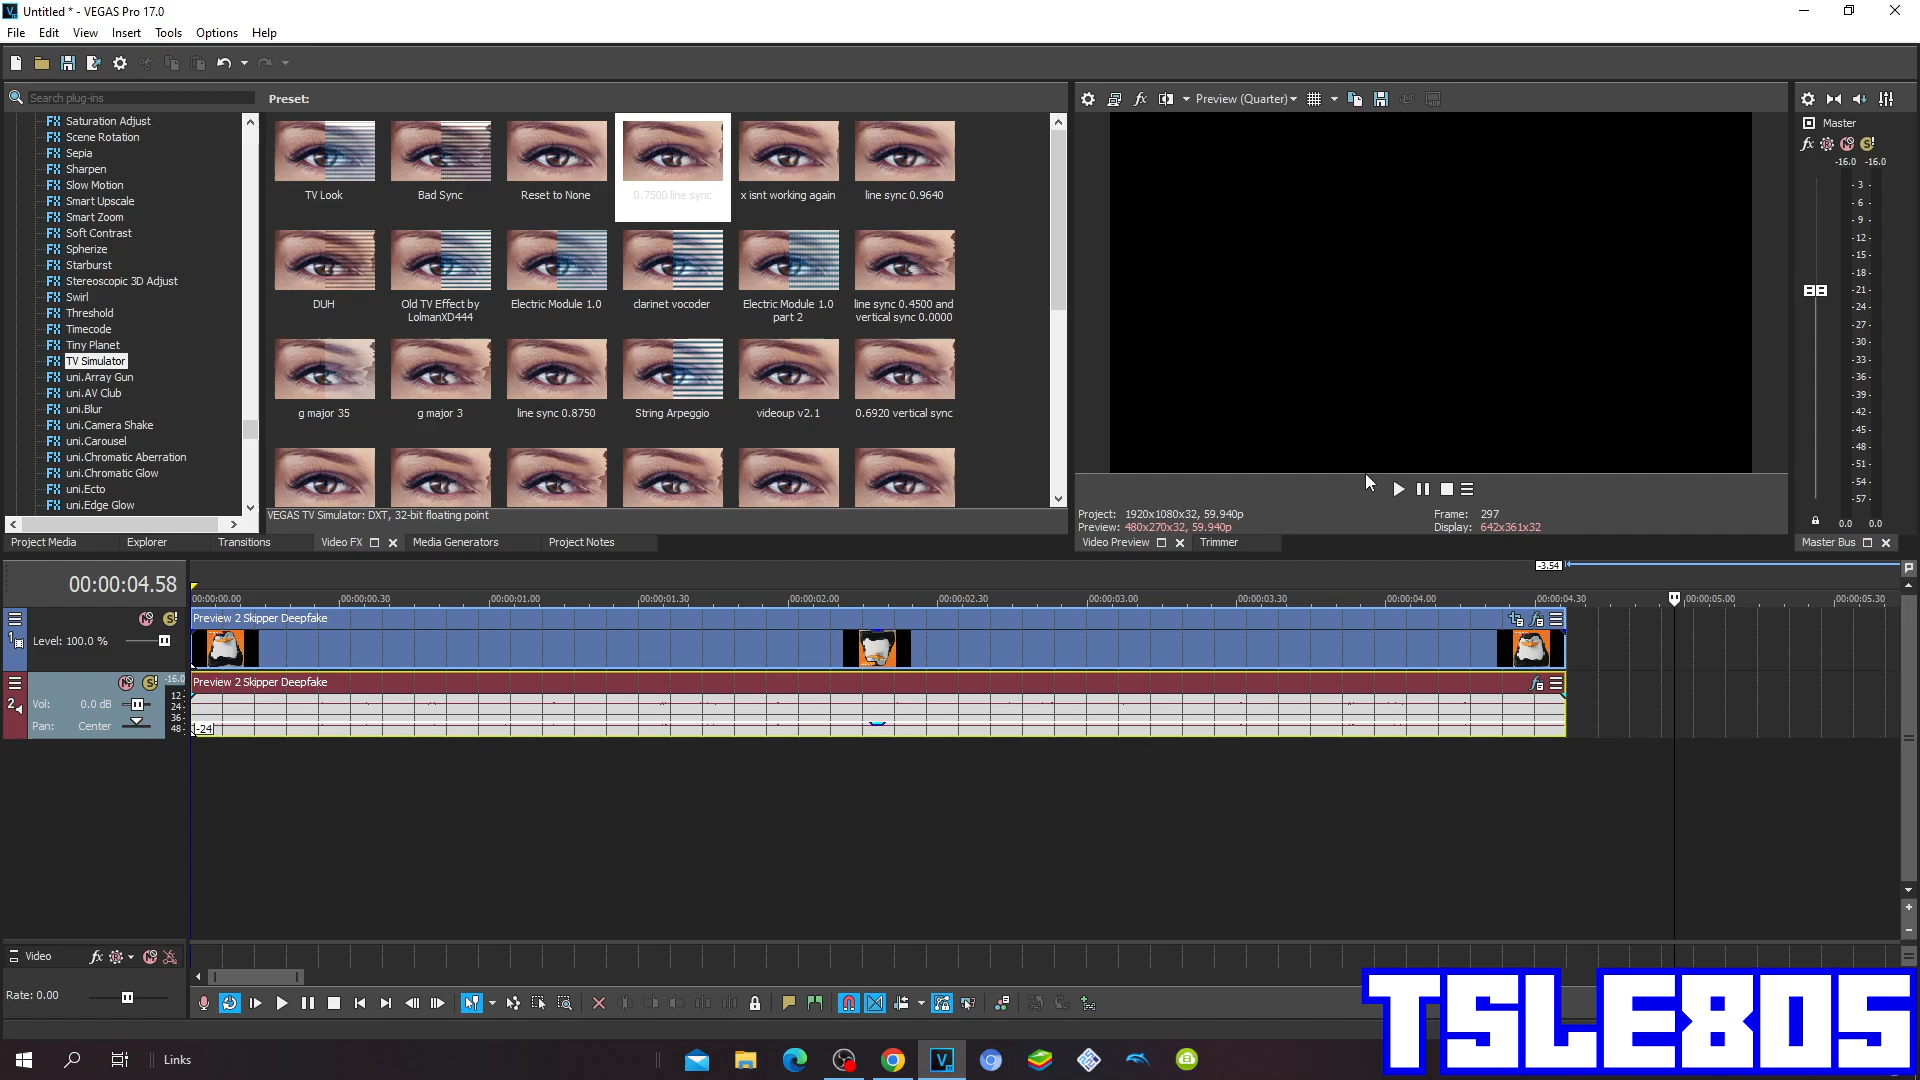 Untitled * - VEGAS Pro 17.0
File Edit View Insert Tools Options Help
Search plug-ins
Preset:
Saturation Adjust
Scene Rotation
Sepia
Sharpen
Slow Motion
Smart Upscale
Smart Zoom
Soft Contrast
Spherize
Starburst
Stereoscopic 3D Adjust
Swirl
Threshold
Timecode
Tiny Planet
TV Simulator
uni.Array Gun
uni.AV Club
uni.Blur
uni.Camera Shake
uni.Carousel
uni.Chromatic Aberration
uni.Chromatic Glow
uni.Ecto
uni.Edge Glow
TV Look
Bad Sync
Reset to None
0.7500 line sync
x isnt working again
line sync 0.9640
DUH
Old TV Effect by LolmanXD444
Electric Module 1.0
clarinet vocoder
Electric Module 1.0 part 2
line sync 0.4500 and vertical sync 0.0000
g major 35
g major 3
line sync 0.8750
String Arpeggio
videoup v2.1
0.6920 vertical sync
VEGAS TV Simulator: DXT, 32-bit floating point
Project Media Explorer Transitions Video FX Media Generators Project Notes
Preview (Quarter)
Project: 1920x1080x32, 59.940p
Preview: 480x270x32, 59.940p
Frame: 297
Display: 642x361x32
Video Preview Trimmer
Master
-16.0 -16.0
- 3 -
- 6 -
- 9 -
-12-
-15-
-18-
-21-
-24-
-27-
-30-
-33-
-36-
-39-
-42-
-45-
-48-
-51-
-54-
-57-
0.0 0.0
Master Bus
00:00:04.58
-3.54
00:00:00.00 00:00:00.30 00:00:01.00 00:00:01.30 00:00:02.00 00:00:02.30 00:00:03.00 00:00:03.30 00:00:04.00 00:00:04.30 00:00:05.00 00:00:05.30
1
Level: 100.0 %
Preview 2 Skipper Deepfake
2
-16.0
Vol: 0.0 dB
Pan: Center
12
24
36
48
Preview 2 Skipper Deepfake
-24
Video
Rate: 0.00
Links
TSLE805